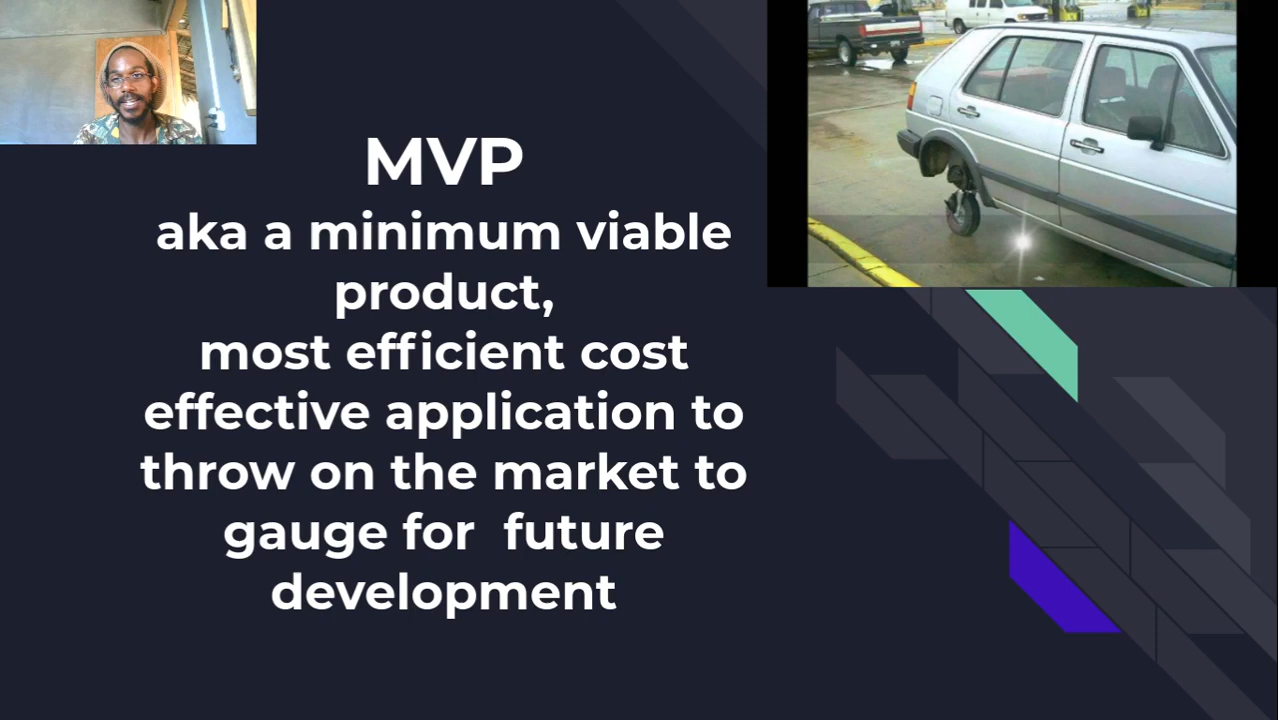 MVP
aka a minimum viable
product,
most efficient cost
effective application to
throw on the market to
gauge for  future
development